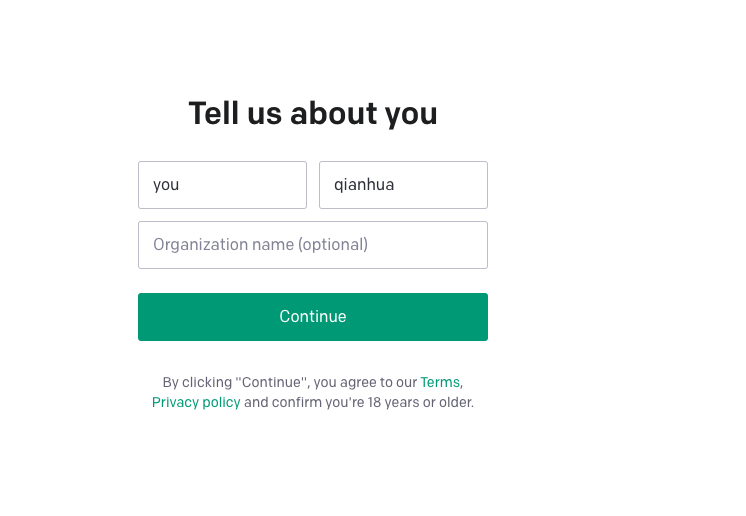 Tell us about you
you
qianhua
Organization name (optional)
Continue
By clicking "Continue", you agree to our Terms,
Privacy policy and confirm you're 18 years or older.